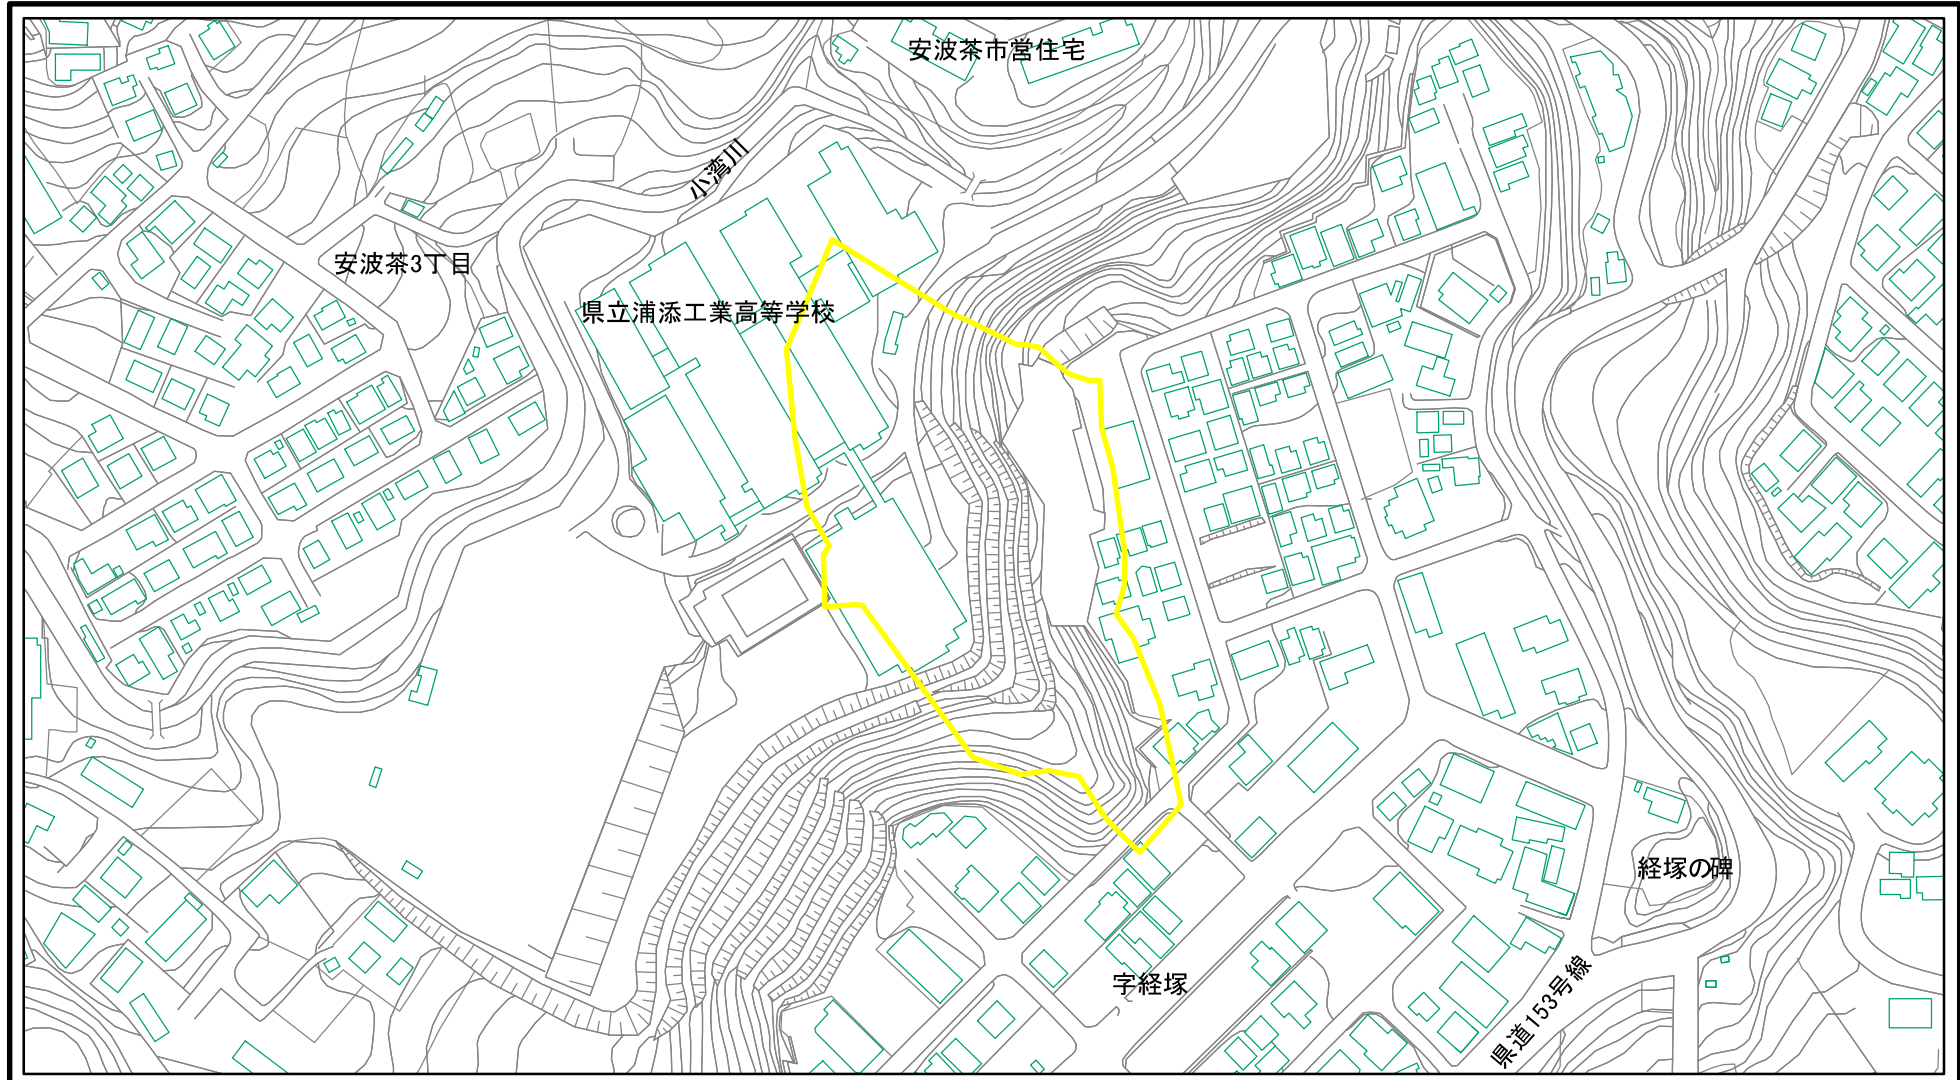 安波茶市営住宅
小湾川
安波茶3丁目
県立浦添工業高等学校
経塚の碑
字経塚
県道153号線